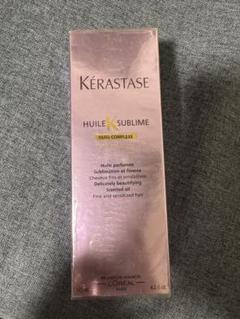 KÉRASTASE
HUILE K SUBLIME
Huile parfumée
Sublimation et finesse
Cheveux fins et sensibilisés
Delicately beautifying
Scented oil
Fine and sensitized hair
L'ORÉAL
PARIS